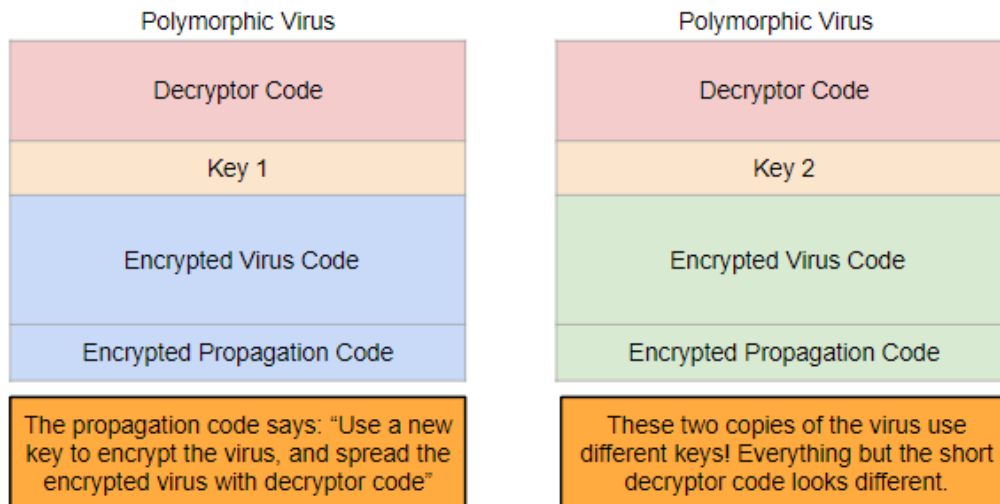 Polymorphic Virus
Decryptor Code
Key 1
Encrypted Virus Code
Encrypted Propagation Code
The propagation code says: “Use a new
key to encrypt the virus, and spread the
encrypted virus with decryptor code”
Polymorphic Virus
Decryptor Code
Key 2
Encrypted Virus Code
Encrypted Propagation Code
These two copies of the virus use
different keys! Everything but the short
decryptor code looks different.